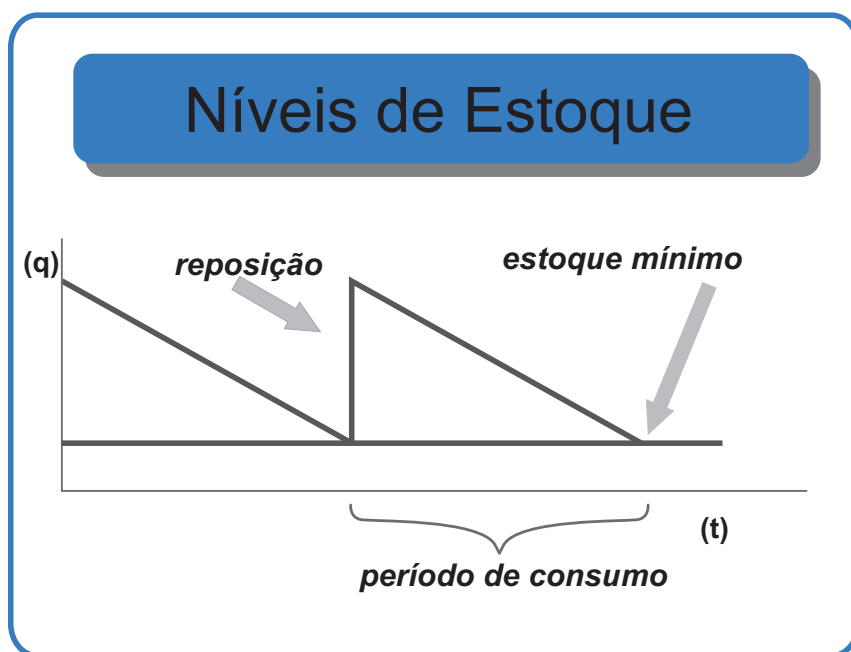 Níveis de Estoque
(q)
reposição
estoque mínimo
(t)
período de consumo